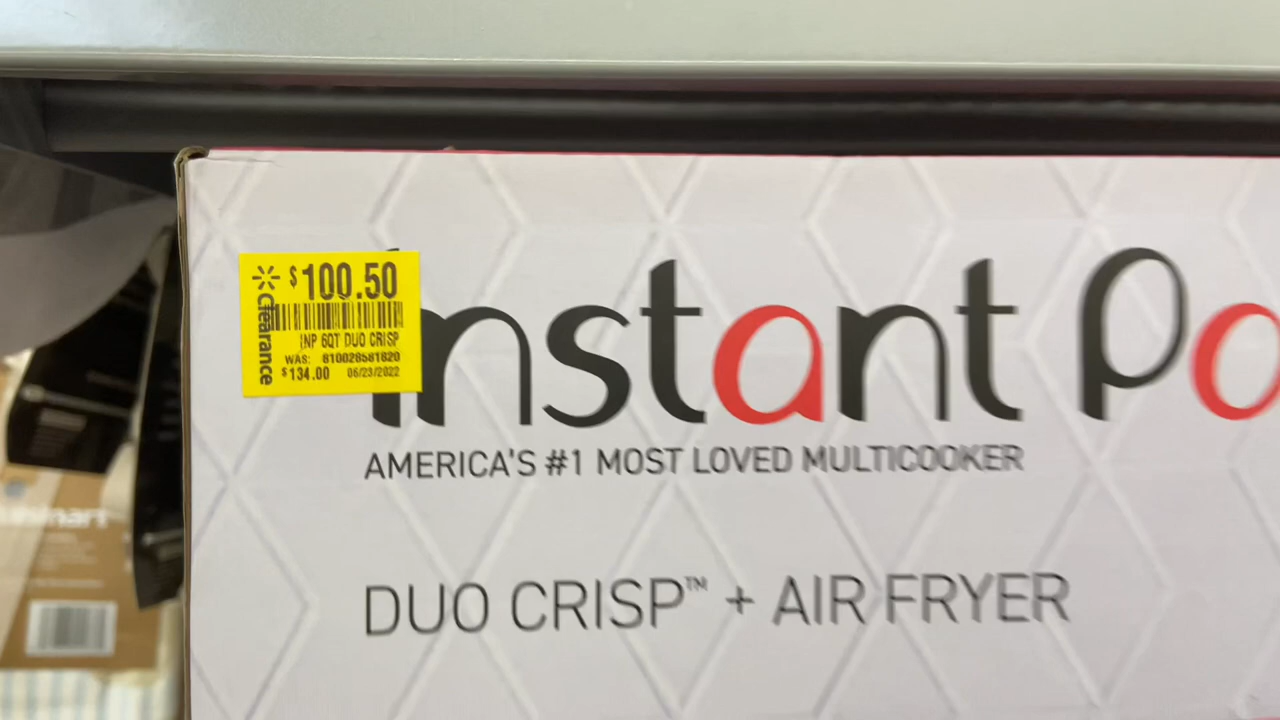 $100.50
Clearance
INP 6QT DUO CRISP
WAS: 810028581820
$134.00 06/23/2022
instant Po
AMERICA'S #1 MOST LOVED MULTICOOKER
DUO CRISP™ + AIR FRYER